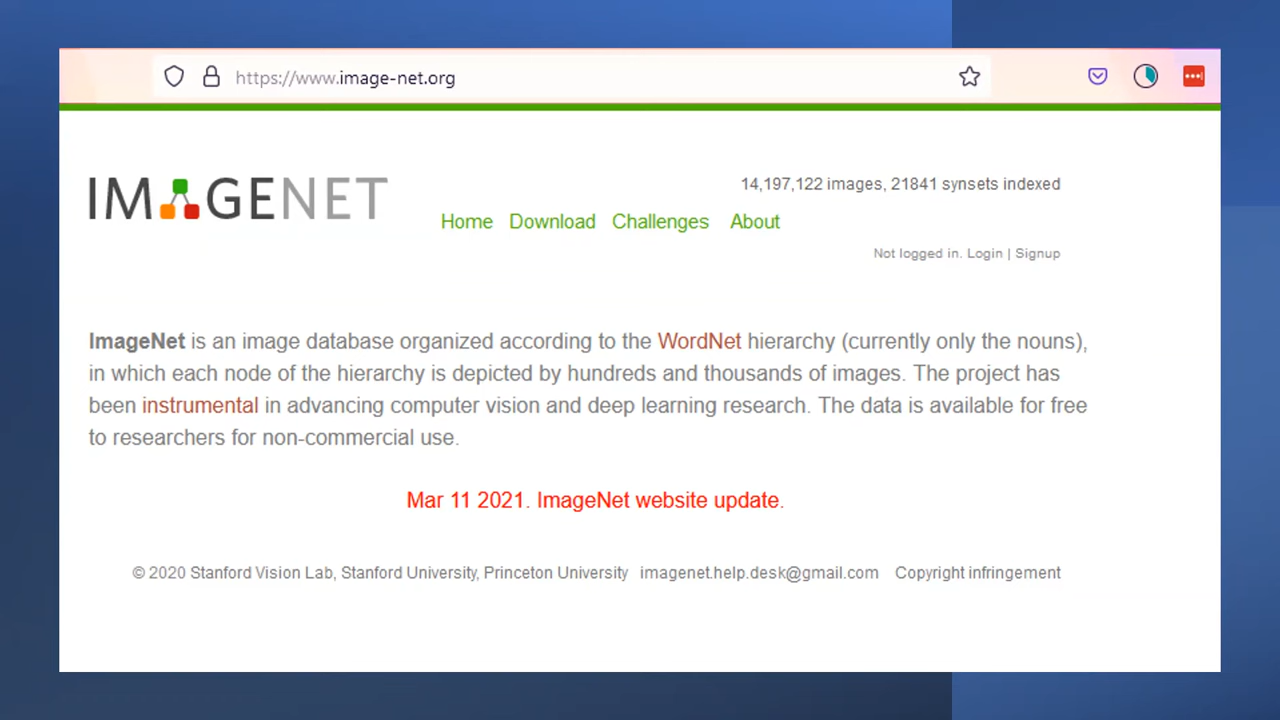 https://www.image-net.org
IMAGENET
14,197,122 images, 21841 synsets indexed
Home Download Challenges About
Not logged in. Login | Signup
ImageNet is an image database organized according to the WordNet hierarchy (currently only the nouns),
in which each node of the hierarchy is depicted by hundreds and thousands of images. The project has
been instrumental in advancing computer vision and deep learning research. The data is available for free
to researchers for non-commercial use.
Mar 11 2021. ImageNet website update.
© 2020 Stanford Vision Lab, Stanford University, Princeton University imagenet.help.desk@gmail.com Copyright infringement